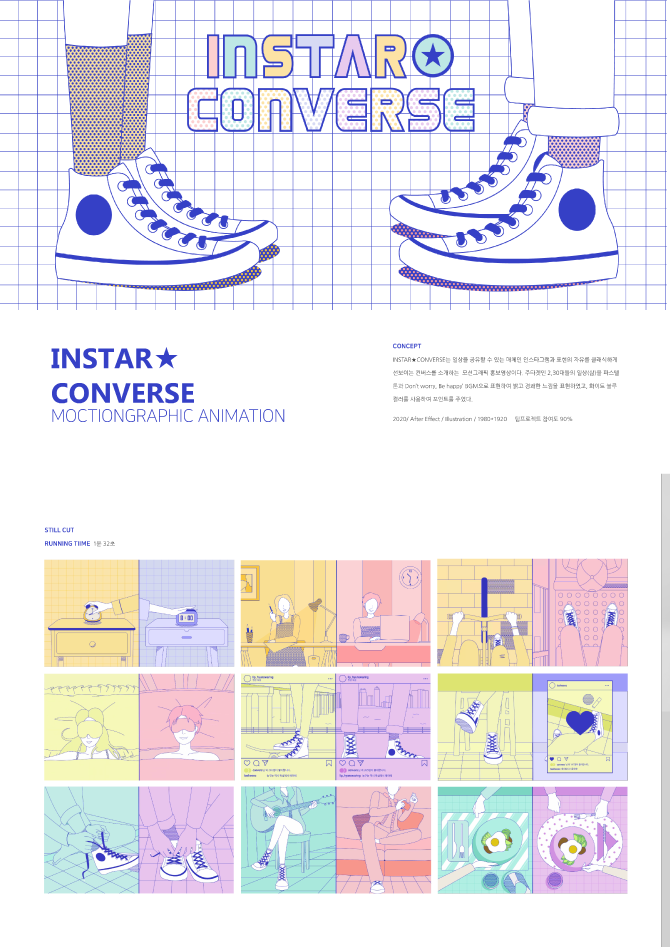 INSTAR★
CONVERSE
INSTAR★
CONVERSE
MOCTIONGRAPHIC ANIMATION
CONCEPT
INSTAR★CONVERSE는 일상을 공유할 수 있는 매체인 인스타그램과 표현의 자유를 클래식하게
선보이는 컨버스를 소개하는 모션그래픽 홍보영상이다. 주타겟인 2,30대들의 일상(삶)을 파스텔
톤과 Don't worry, Be happy' BGM으로 표현하여 밝고 경쾌한 느낌을 표현하였고, 화이트 블루
컬러를 사용하여 포인트를 주었다.
2020/ After Effect / Illustration / 1980*1920 팀프로젝트 참여도 90%
STILL CUT
RUNNING TIIME 1분 32초